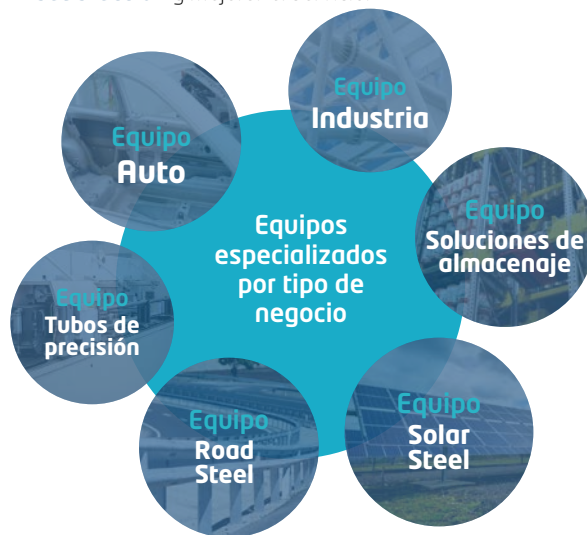 Equipos
especializados
por tipo de
negocio
Equipo
Auto
Equipo
Industria
Equipo
Soluciones de
almacenaje
Equipo
Solar
Steel
Equipo
Road
Steel
Equipo
Tubos de
precisión